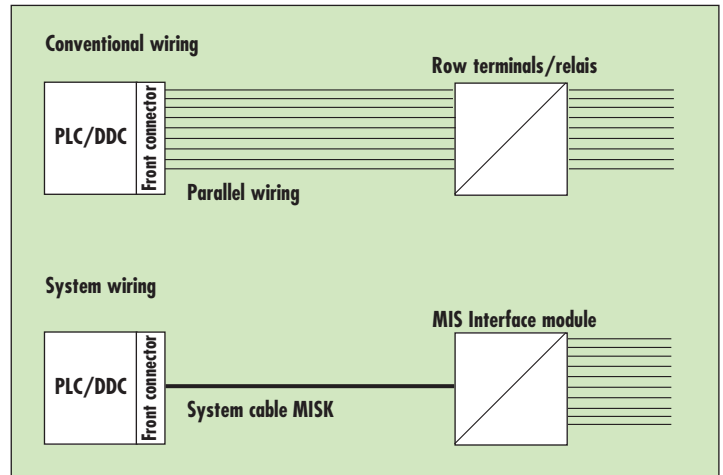 Conventional wiring
Row terminals/relais
PLC/DDC
Front connector
Parallel wiring
System wiring
MIS Interface module
PLC/DDC
Front connector
System cable MISK